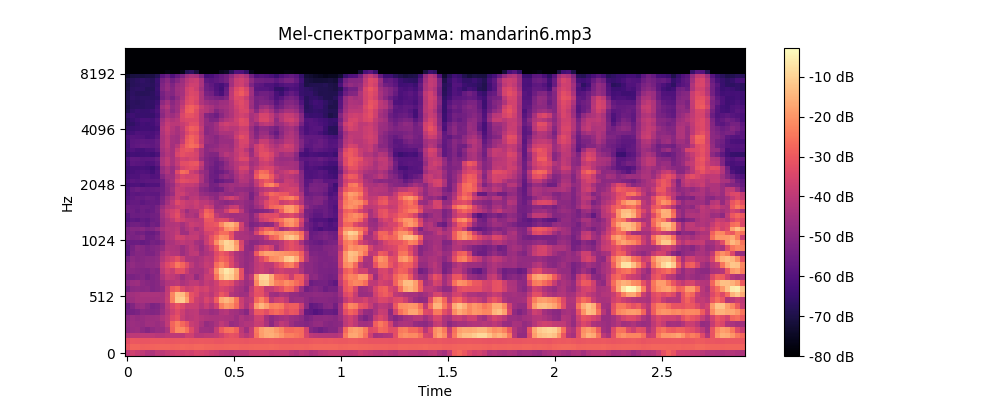 Mel-спектрограмма: mandarin6.mp3
8192
4096
2048
1024
512
0
Hz
0
0.5
1
1.5
2
2.5
Time
-10 dB
-20 dB
-30 dB
-40 dB
-50 dB
-60 dB
-70 dB
-80 dB